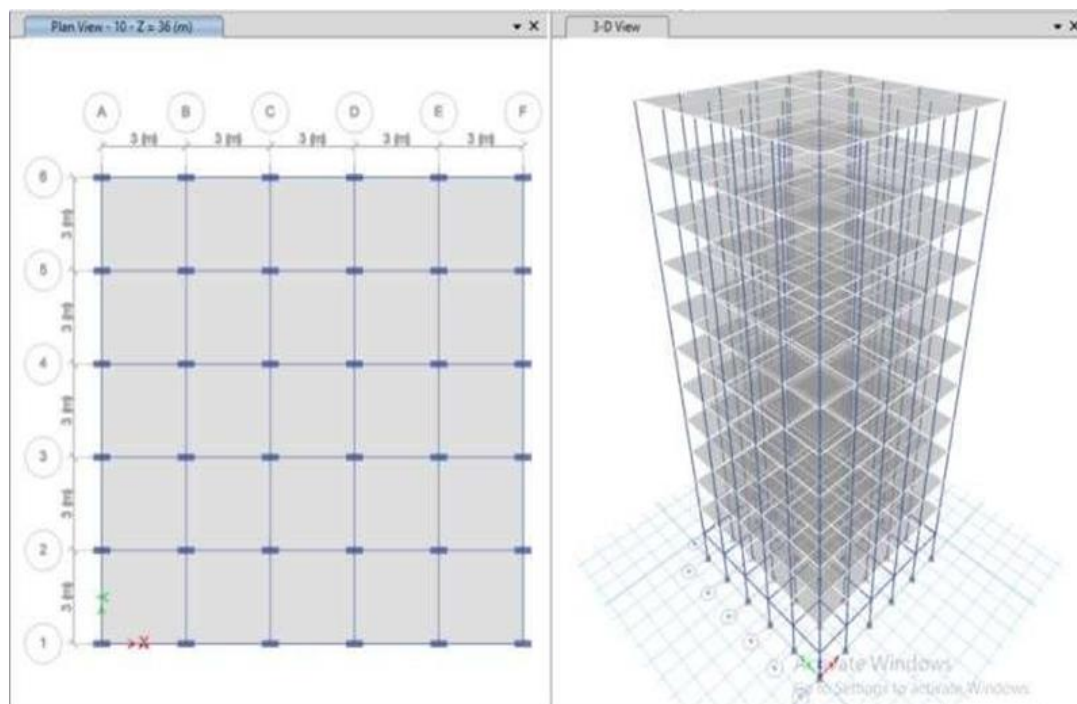 Plan View - 10 - Z = 36 (m)
3-D View
A B C D E F
3 (m) 3 (m) 3 (m) 3 (m) 3 (m)
6
3 (m)
5
3 (m)
4
3 (m)
3
3 (m)
2
3 (m)
1
X
Activate Windows
Go to Settings to activate Windows.